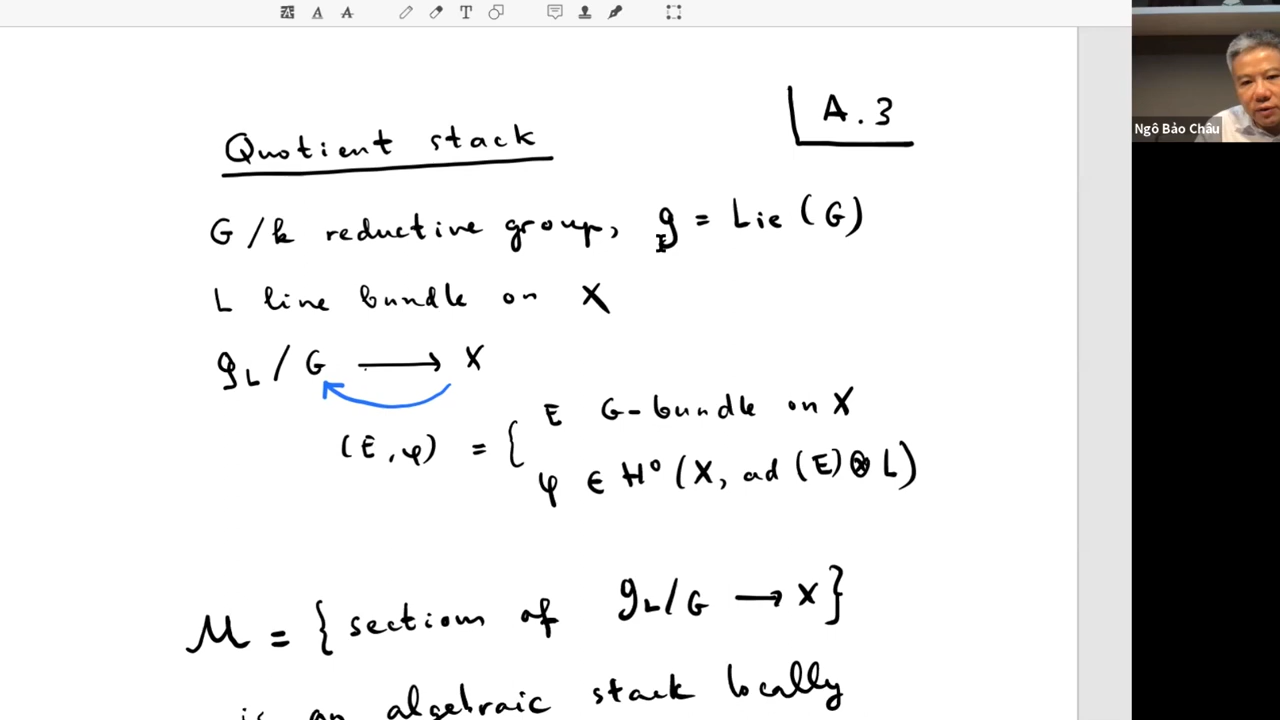 A.3
Quotient stack
G/k reductive group, g = Lie(G)
L line bundle on X
g_L / G ⟶ X
(E, φ) = { E G-bundle on X
φ ∈ H⁰(X, ad(E) ⊗ L)
M = { sections of g_L/G ⟶ X }
is an algebraic stack locally
Ngô Bảo Châu